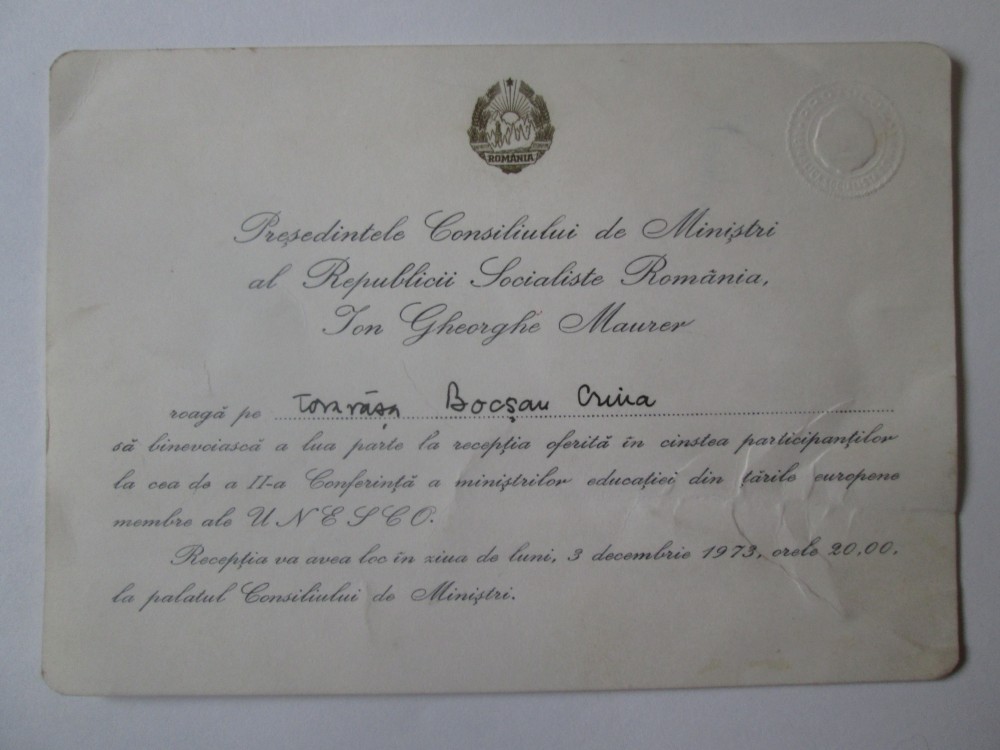 ROMÂNIA
Președintele Consiliului de Miniștri
al Republicii Socialiste România,
Ion Gheorghe Maurer
roagă pe Tovarășa Bocșan Crina
să binevoiască a lua parte la recepția oferită în cinstea participanților
la cea de a II-a Conferință a miniștrilor educației din țările europene
membre ale UNESCO.
Recepția va avea loc în ziua de luni, 3 decembrie 1973, orele 20,00,
la palatul Consiliului de Miniștri.